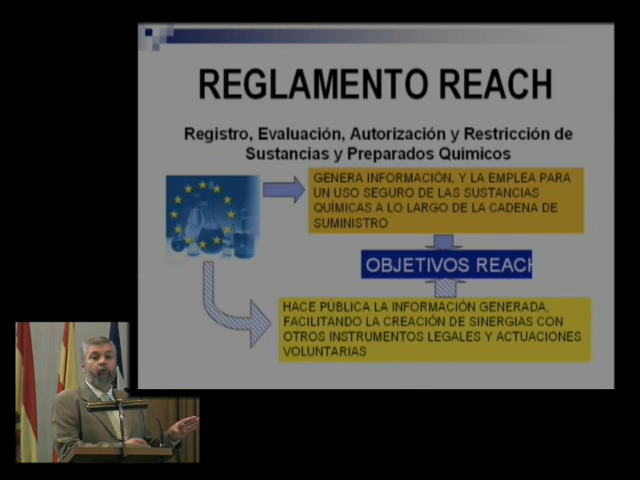 REGLAMENTO REACH
Registro, Evaluación, Autorización y Restricción de
Sustancias y Preparados Quimicos
GENERA INFORMACIÓN, Y LA EMPLEA PARA
UN USO SEGURO DE LAS SUSTANCIAS
QUÍMICAS A LO LARGO DE LA CADENA DE
SUMINISTRO
OBJETIVOS REACH
HACE PÚBLICA LA INFORMACIÓN GENERADA,
FACILITANDO LA CREACIÓN DE SINERGIAS CON
OTROS INSTRUMENTOS LEGALES Y ACTUACIONES
VOLUNTARIAS